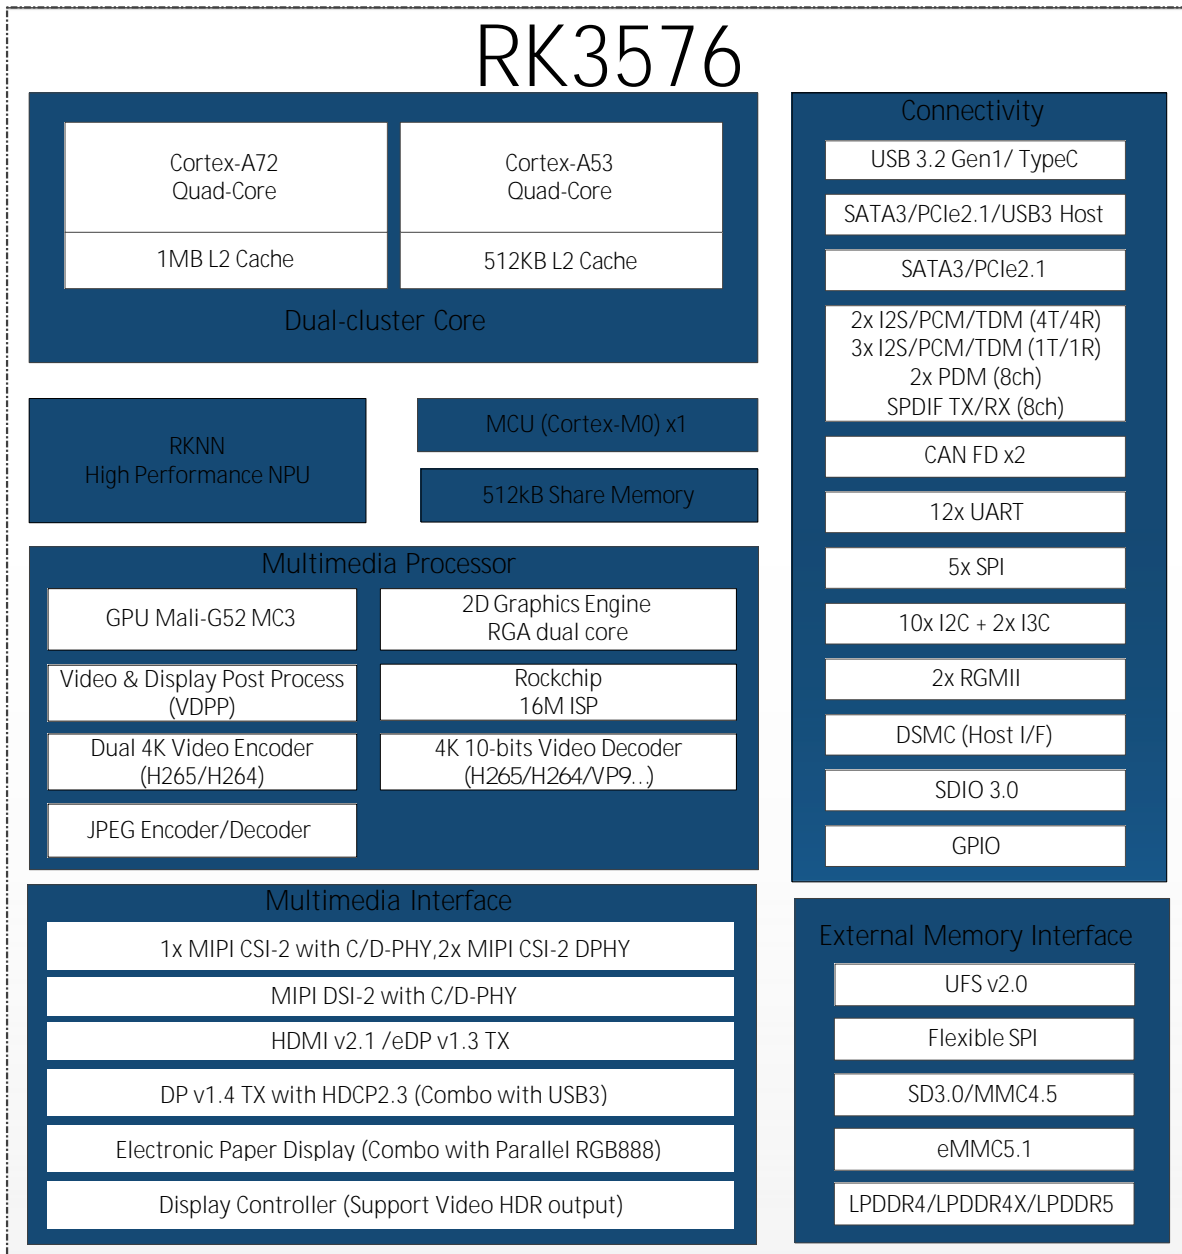 RK3576
Cortex-A72
Quad-Core
1MB L2 Cache
Cortex-A53
Quad-Core
512KB L2 Cache
Dual-cluster Core
RKNN
High Performance NPU
MCU (Cortex-M0) x1
512kB Share Memory
Multimedia Processor
GPU Mali-G52 MC3
2D Graphics Engine
RGA dual core
Video & Display Post Process
(VDPP)
Rockchip
16M ISP
Dual 4K Video Encoder
(H265/H264)
4K 10-bits Video Decoder
(H265/H264/VP9...)
JPEG Encoder/Decoder
Multimedia Interface
1x MIPI CSI-2 with C/D-PHY,2x MIPI CSI-2 DPHY
MIPI DSI-2 with C/D-PHY
HDMI v2.1 /eDP v1.3 TX
DP v1.4 TX with HDCP2.3 (Combo with USB3)
Electronic Paper Display (Combo with Parallel RGB888)
Display Controller (Support Video HDR output)
Connectivity
USB 3.2 Gen1/ TypeC
SATA3/PCIe2.1/USB3 Host
SATA3/PCIe2.1
2x I2S/PCM/TDM (4T/4R)
3x I2S/PCM/TDM (1T/1R)
2x PDM (8ch)
SPDIF TX/RX (8ch)
CAN FD x2
12x UART
5x SPI
10x I2C + 2x I3C
2x RGMII
DSMC (Host I/F)
SDIO 3.0
GPIO
External Memory Interface
UFS v2.0
Flexible SPI
SD3.0/MMC4.5
eMMC5.1
LPDDR4/LPDDR4X/LPDDR5